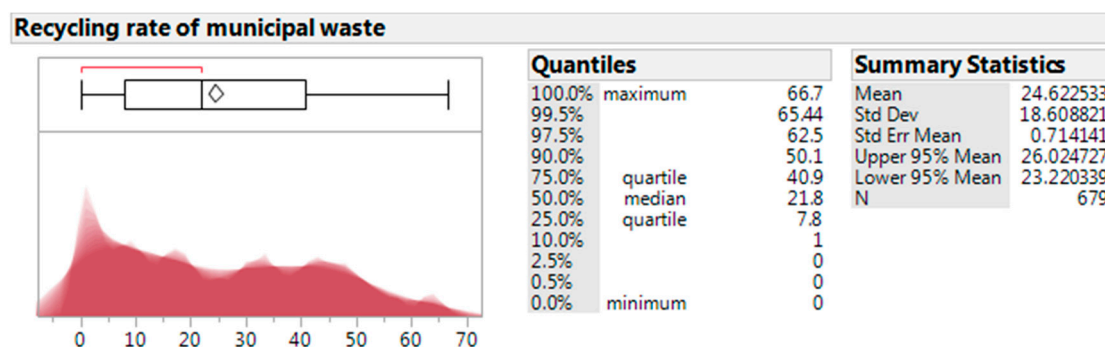 Recycling rate of municipal waste
0 10 20 30 40 50 60 70
Quantiles
100.0% maximum 66.7
99.5% 65.44
97.5% 62.5
90.0% 50.1
75.0% quartile 40.9
50.0% median 21.8
25.0% quartile 7.8
10.0% 1
2.5% 0
0.5% 0
0.0% minimum 0
Summary Statistics
Mean 24.622533
Std Dev 18.608821
Std Err Mean 0.714141
Upper 95% Mean 26.024727
Lower 95% Mean 23.220339
N 679